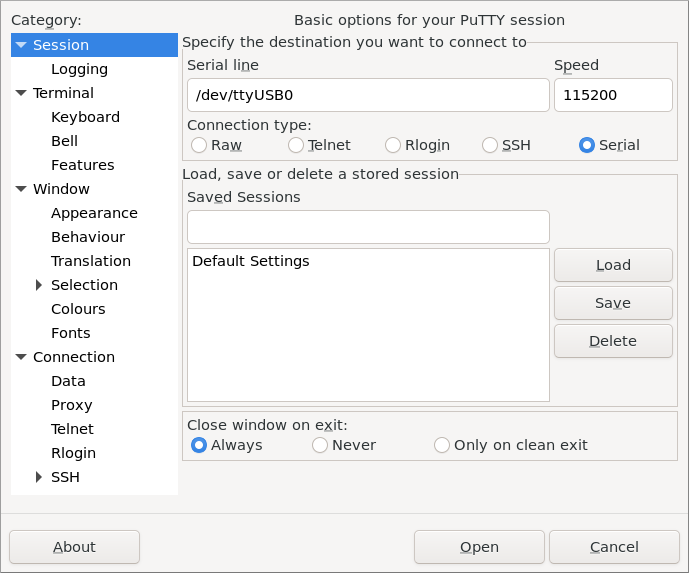 Category:
Basic options for your PuTTY session
Session
Logging
Terminal
Keyboard
Bell
Features
Window
Appearance
Behaviour
Translation
Selection
Colours
Fonts
Connection
Data
Proxy
Telnet
Rlogin
SSH
Specify the destination you want to connect to
Serial line Speed
/dev/ttyUSB0 115200
Connection type:
Raw Telnet Rlogin SSH Serial
Load, save or delete a stored session
Saved Sessions
Default Settings
Load
Save
Delete
Close window on exit:
Always Never Only on clean exit
About Open Cancel